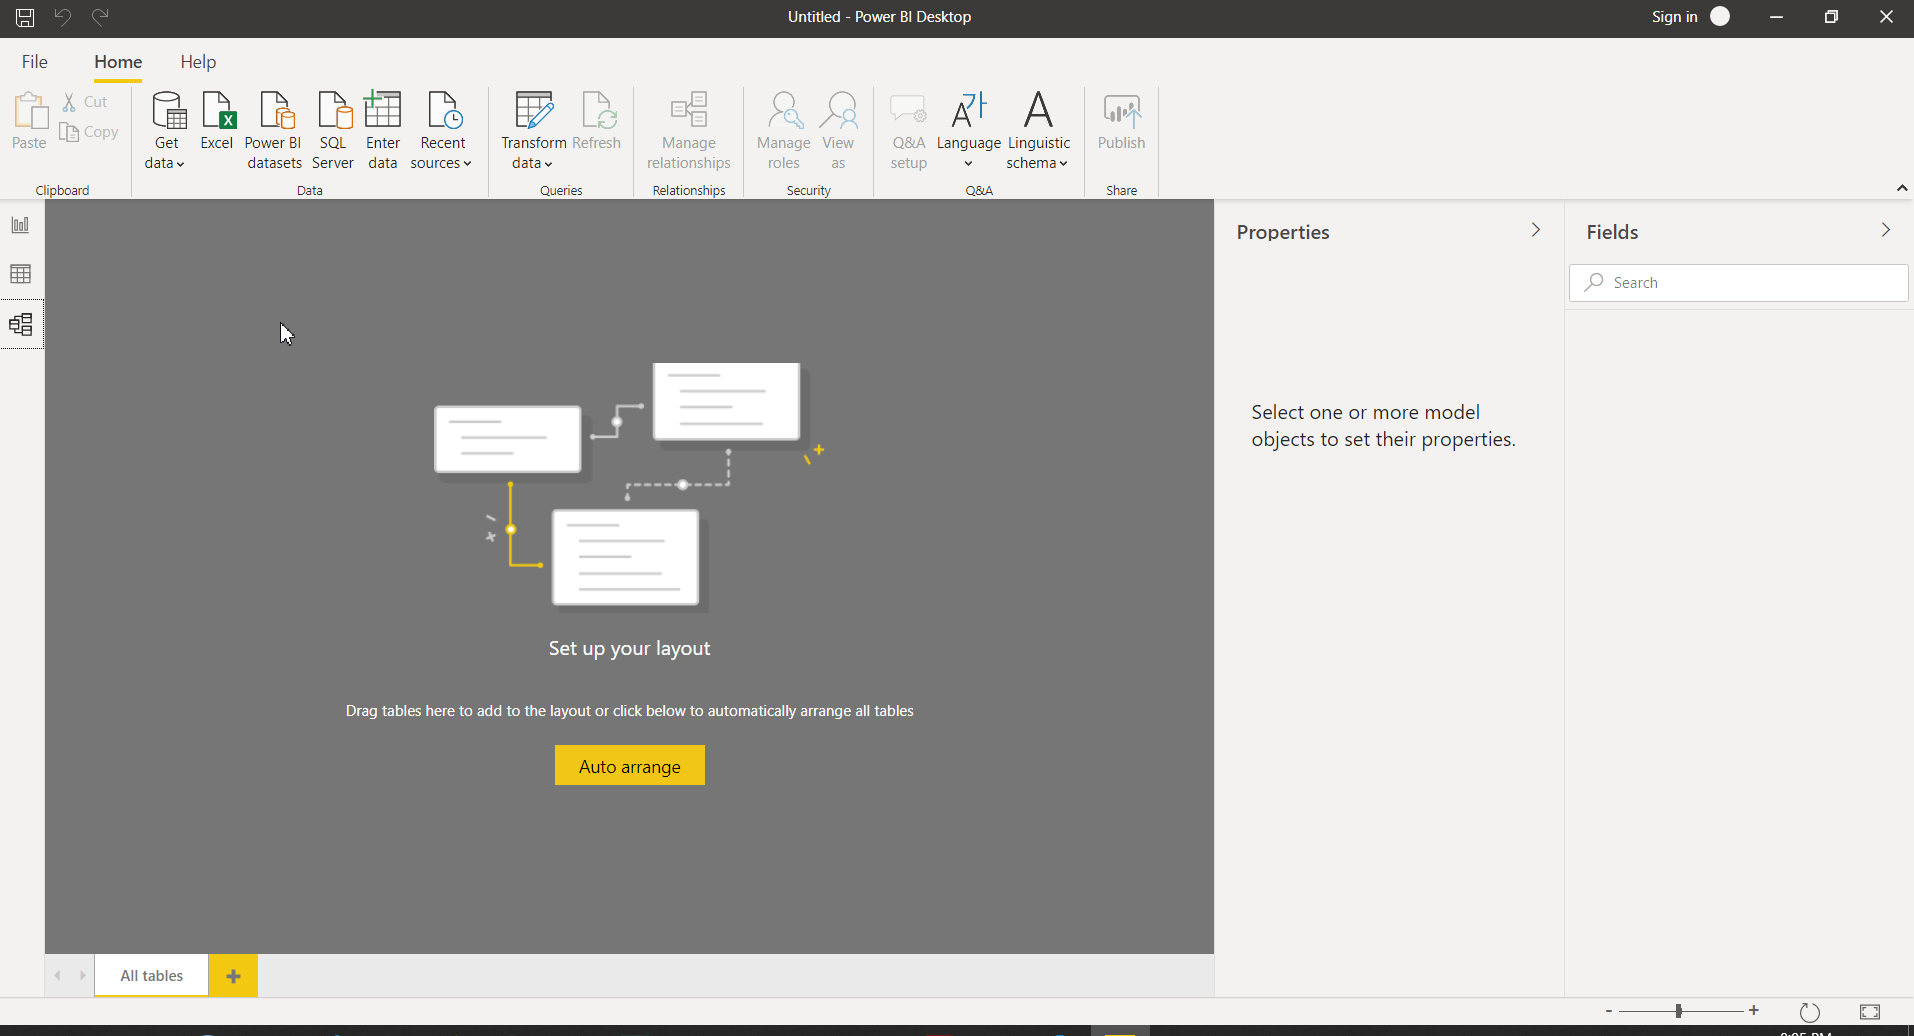 Untitled - Power BI Desktop
Sign in
File
Home
Help
Paste
Cut
Copy
Clipboard
Get data
Excel
Power BI datasets
SQL Server
Enter data
Recent sources
Data
Transform data
Refresh
Queries
Manage relationships
Relationships
Manage roles
View as
Security
Q&A setup
Language
Linguistic schema
Q&A
Publish
Share
Properties
Fields
Search
Select one or more model
objects to set their properties.
Set up your layout
Drag tables here to add to the layout or click below to automatically arrange all tables
Auto arrange
All tables